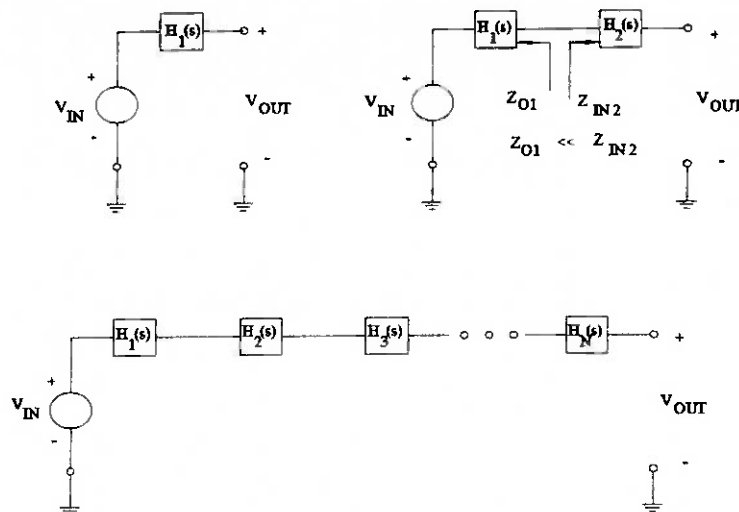 H1(s)
+
VIN
-
+
VOUT
-
H1(s)
H2(s)
+
VIN
-
ZO1
ZIN2
ZO1 << ZIN2
+
VOUT
-
H1(s)
H2(s)
H3(s)
HN(s)
+
VIN
-
+
VOUT
-